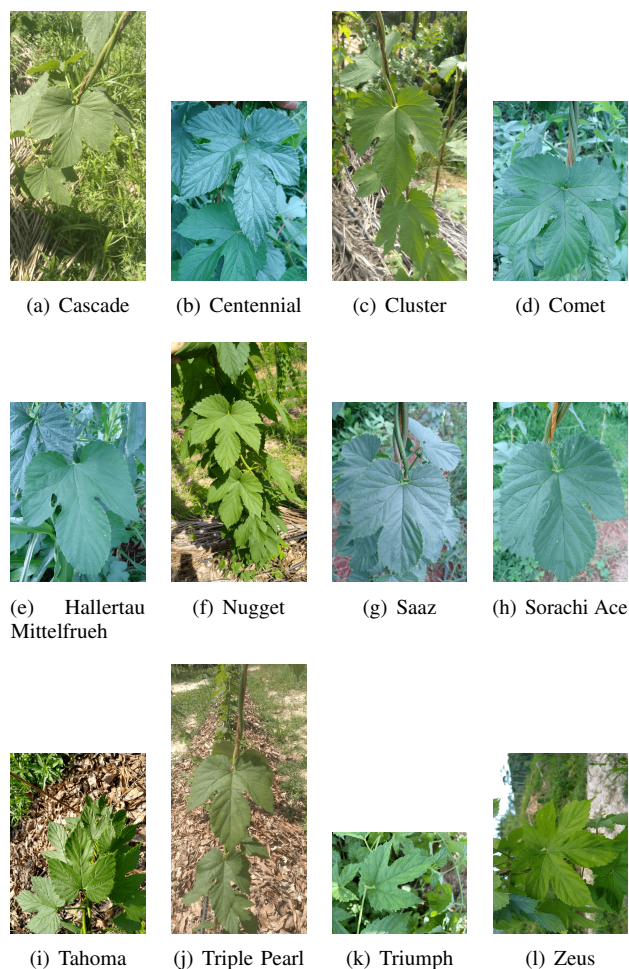 (a) Cascade
(b) Centennial
(c) Cluster
(d) Comet
(e) Hallertau
Mittelfrueh
(f) Nugget
(g) Saaz
(h) Sorachi Ace
(i) Tahoma
(j) Triple Pearl
(k) Triumph
(l) Zeus